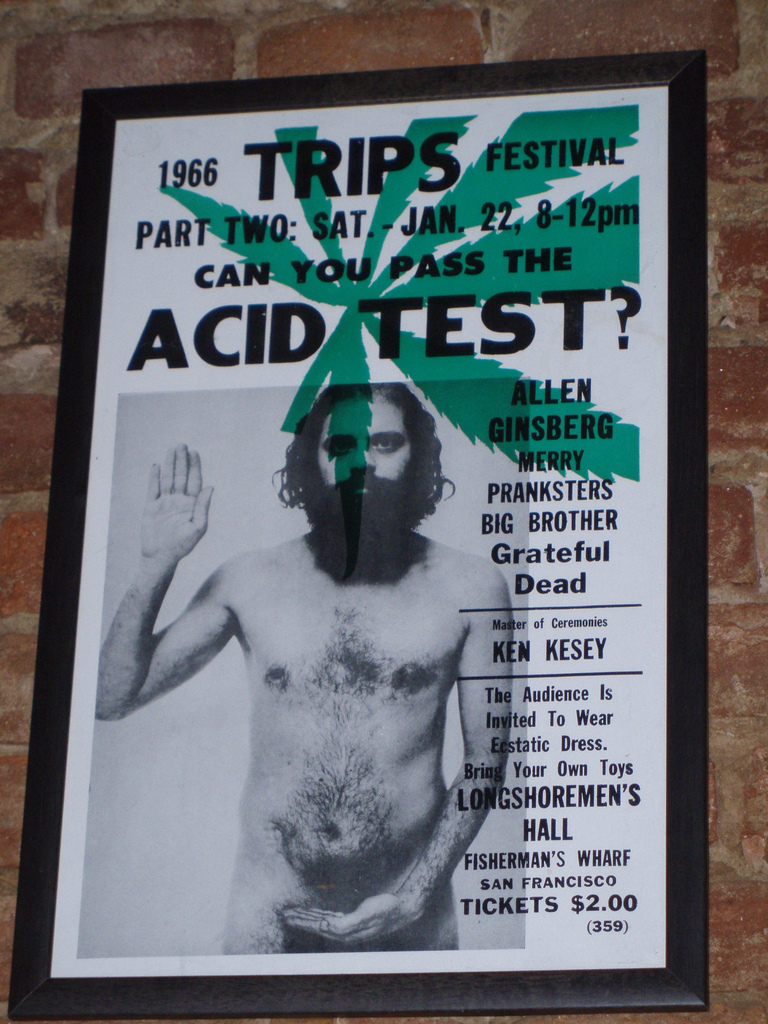 1966 TRIPS FESTIVAL
PART TWO: SAT. - JAN. 22, 8-12pm
CAN YOU PASS THE
ACID TEST?
ALLEN
GINSBERG
MERRY
PRANKSTERS
BIG BROTHER
Grateful
Dead
Master of Ceremonies
KEN KESEY
The Audience Is
Invited To Wear
Ecstatic Dress.
Bring Your Own Toys
LONGSHOREMEN'S
HALL
FISHERMAN'S WHARF
SAN FRANCISCO
TICKETS $2.00
(359)